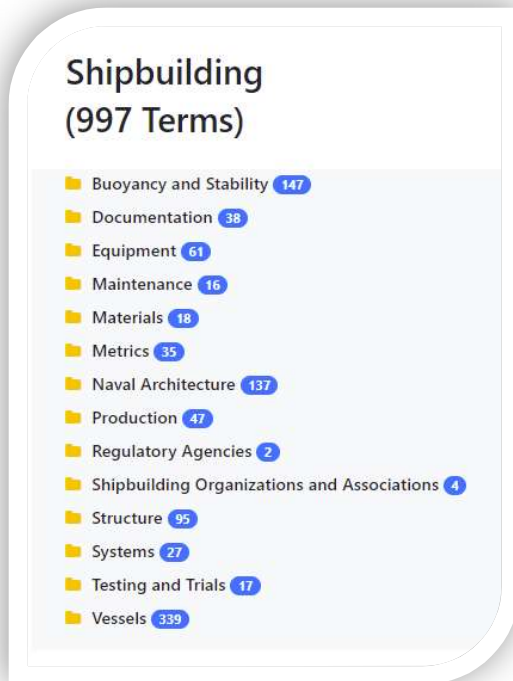 Shipbuilding
(997 Terms)
Buoyancy and Stability 147
Documentation 38
Equipment 61
Maintenance 16
Materials 18
Metrics 35
Naval Architecture 137
Production 47
Regulatory Agencies 2
Shipbuilding Organizations and Associations 4
Structure 95
Systems 27
Testing and Trials 17
Vessels 339